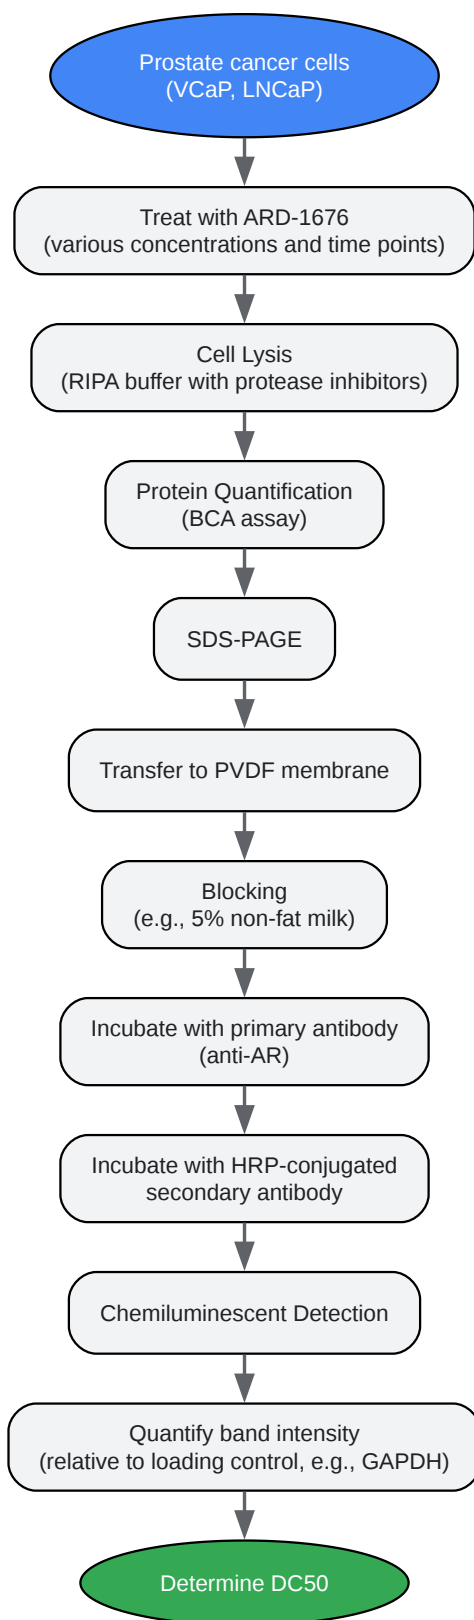 Prostate cancer cells
(VCaP, LNCaP)
Treat with ARD-1676
(various concentrations and time points)
Cell Lysis
(RIPA buffer with protease inhibitors)
Protein Quantification
(BCA assay)
SDS-PAGE
Transfer to PVDF membrane
Blocking
(e.g., 5% non-fat milk)
Incubate with primary antibody
(anti-AR)
Incubate with HRP-conjugated
secondary antibody
Chemiluminescent Detection
Quantify band intensity
(relative to loading control, e.g., GAPDH)
Determine DC50